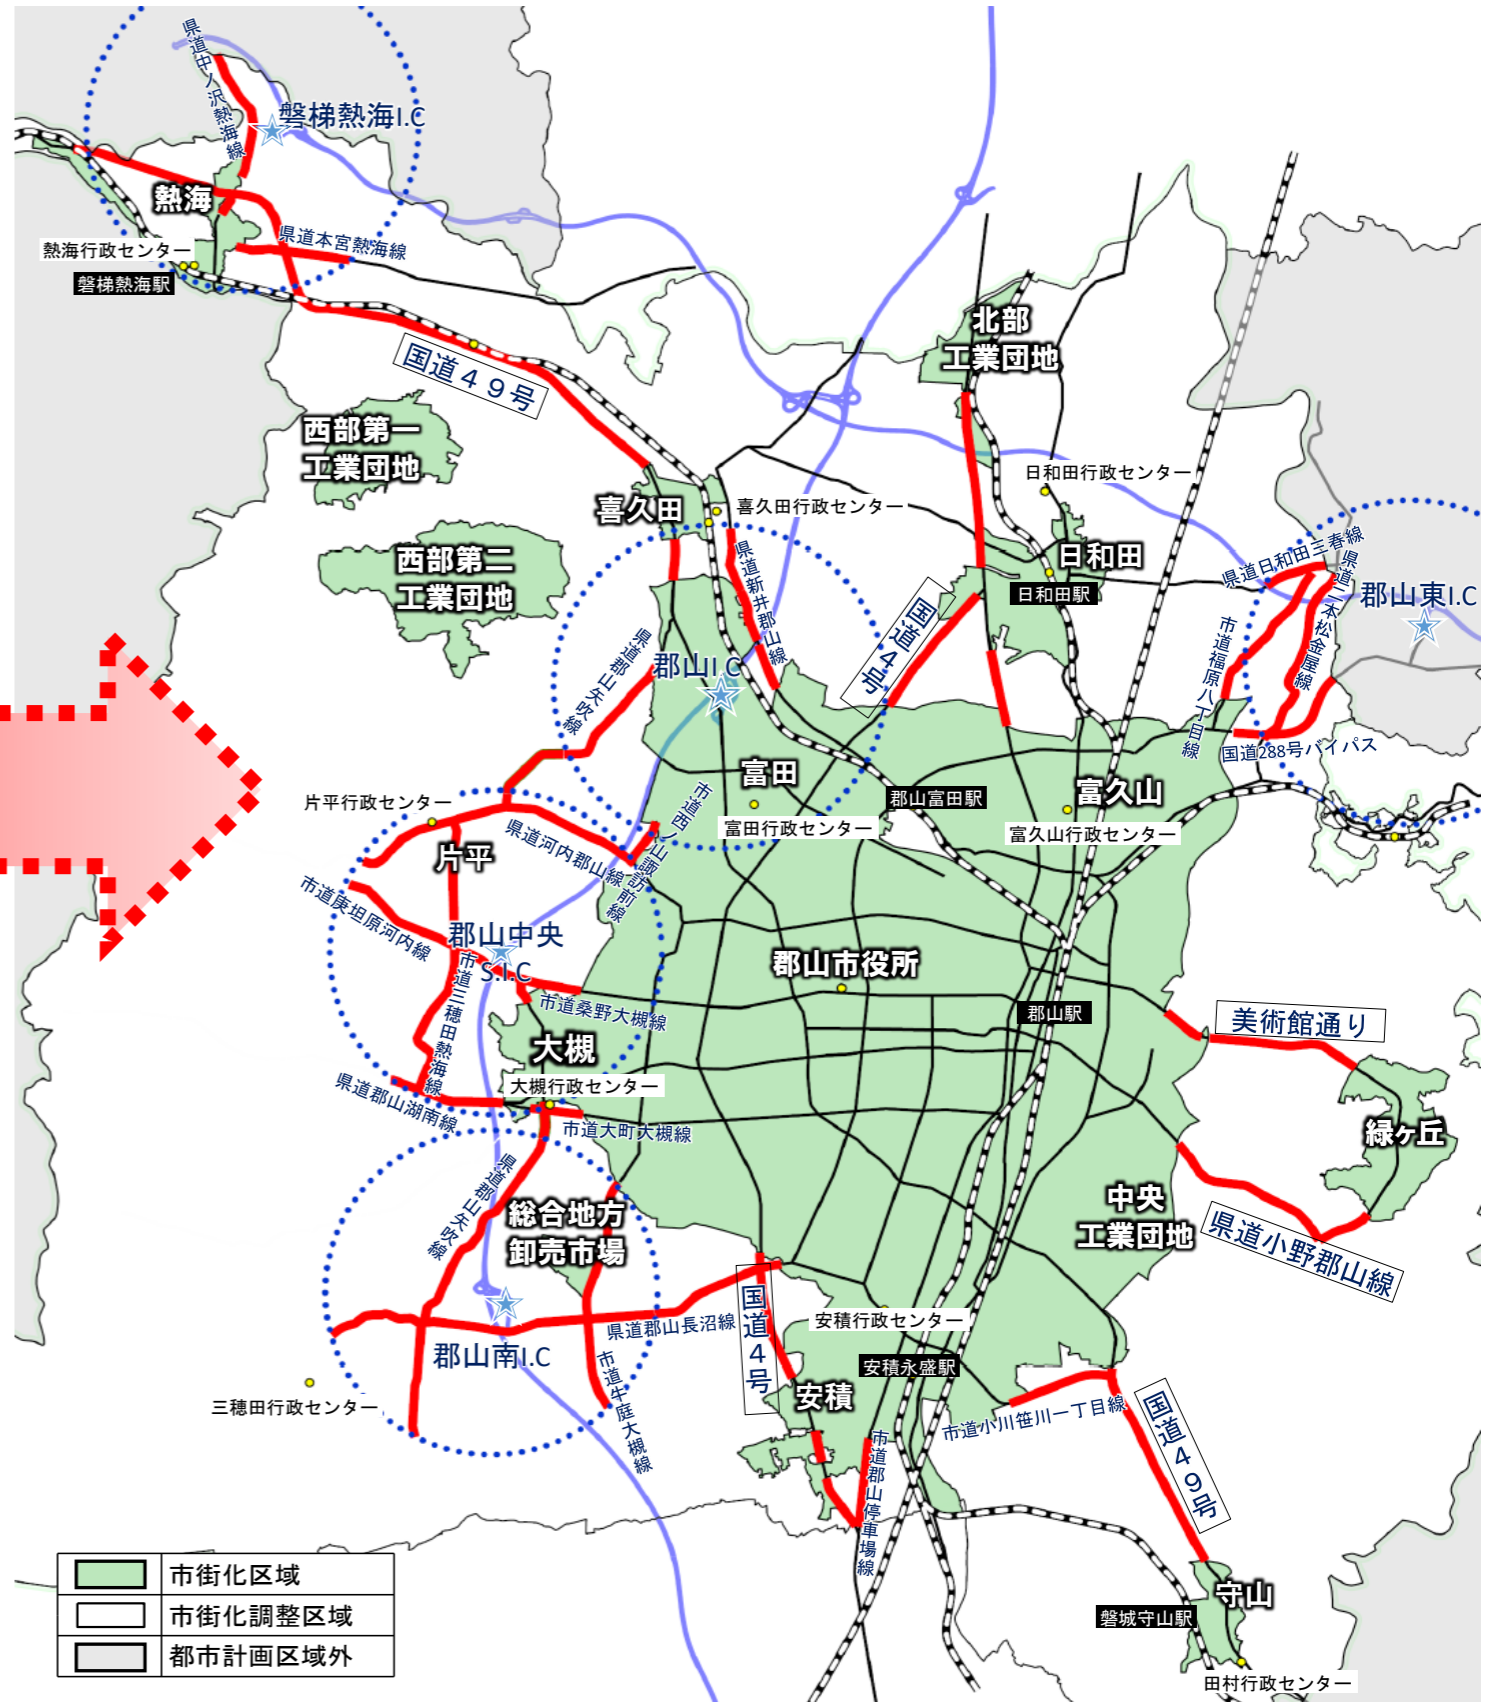 県道中ノ沢熱海線
磐梯熱海I.C
熱海
県道本宮熱海線
熱海行政センター
磐梯熱海駅
国道４９号
北部
工業団地
西部第一
工業団地
喜久田
喜久田行政センター
日和田行政センター
西部第二
工業団地
県道新井郡山線
日和田
日和田駅
県道日和田三春線
県道二本松金屋線
郡山東I.C
国道４号
市道福原八丁目線
県道郡山矢吹線
郡山I.C
国道288号バイパス
富田
富久山
郡山富田駅
片平行政センター
市道西ノ山諏訪前線
富田行政センター
富久山行政センター
県道河内郡山線
片平
市道庚坦原河内線
郡山中央
S.I.C
郡山市役所
市道三穂田熱海線
市道桑野大槻線
郡山駅
美術館通り
大槻
大槻行政センター
県道郡山湖南線
市道大町大槻線
緑ヶ丘
県道郡山矢吹線
総合地方
卸売市場
中央
工業団地
県道小野郡山線
国道４号
県道郡山長沼線
安積行政センター
郡山南I.C
安積永盛駅
市道牛庭大槻線
安積
三穂田行政センター
市道小川笹川一丁目線
国道４９号
市道郡山停車場線
市街化区域
市街化調整区域
都市計画区域外
守山
磐城守山駅
田村行政センター